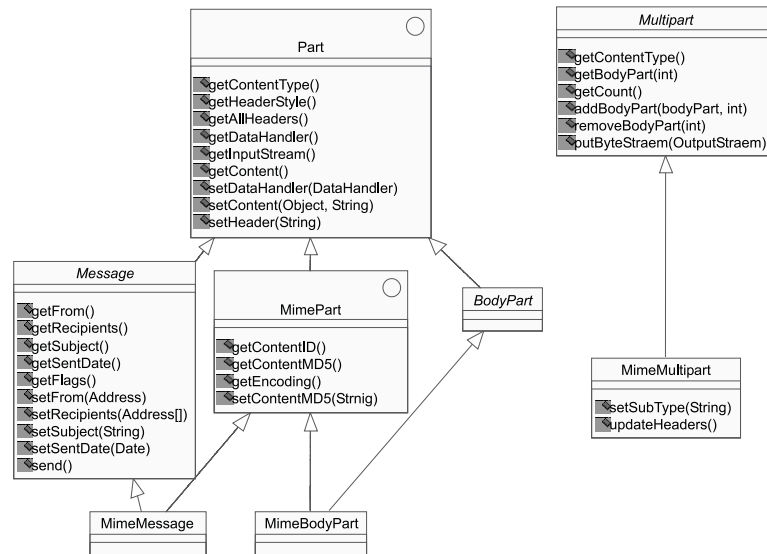 Part
getContentType()
getHeaderStyle()
getAllHeaders()
getDataHandler()
getInputStream()
getContent()
setDataHandler(DataHandler)
setContent(Object, String)
setHeader(String)
Multipart
getContentType()
getBodyPart(int)
getCount()
addBodyPart(bodyPart, int)
removeBodyPart(int)
putByteStraem(OutputStraem)
Message
getFrom()
getRecipients()
getSubject()
getSentDate()
getFlags()
setFrom(Address)
setRecipients(Address[])
setSubject(String)
setSentDate(Date)
send()
MimePart
getContentID()
getContentMD5()
getEncoding()
setContentMD5(Strnig)
BodyPart
MimeMultipart
setSubType(String)
updateHeaders()
MimeMessage
MimeBodyPart